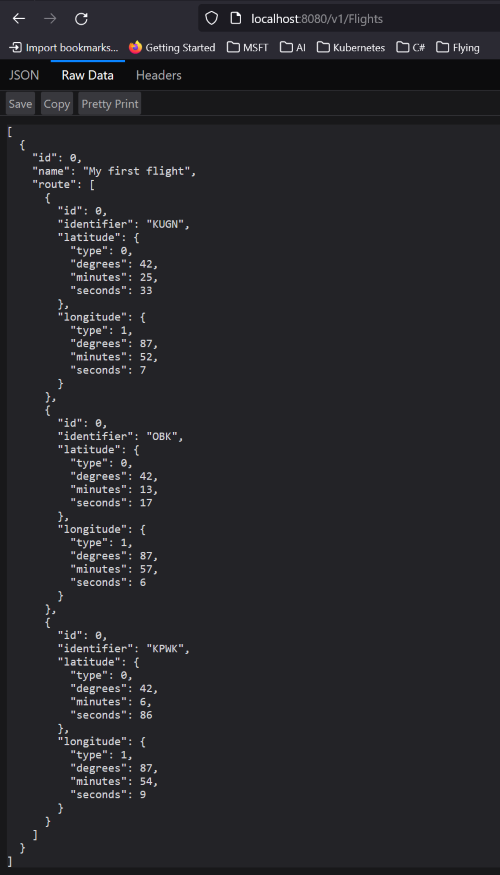 localhost:8080/v1/Flights
Import bookmarks... Getting Started MSFT AI Kubernetes C# Flying
JSON Raw Data Headers
Save Copy Pretty Print
[
  {
    "id": 0,
    "name": "My first flight",
    "route": [
      {
        "id": 0,
        "identifier": "KUGN",
        "latitude": {
          "type": 0,
          "degrees": 42,
          "minutes": 25,
          "seconds": 33
        },
        "longitude": {
          "type": 1,
          "degrees": 87,
          "minutes": 52,
          "seconds": 7
        }
      },
      {
        "id": 0,
        "identifier": "OBK",
        "latitude": {
          "type": 0,
          "degrees": 42,
          "minutes": 13,
          "seconds": 17
        },
        "longitude": {
          "type": 1,
          "degrees": 87,
          "minutes": 57,
          "seconds": 6
        }
      },
      {
        "id": 0,
        "identifier": "KPWK",
        "latitude": {
          "type": 0,
          "degrees": 42,
          "minutes": 6,
          "seconds": 86
        },
        "longitude": {
          "type": 1,
          "degrees": 87,
          "minutes": 54,
          "seconds": 9
        }
      }
    ]
  }
]